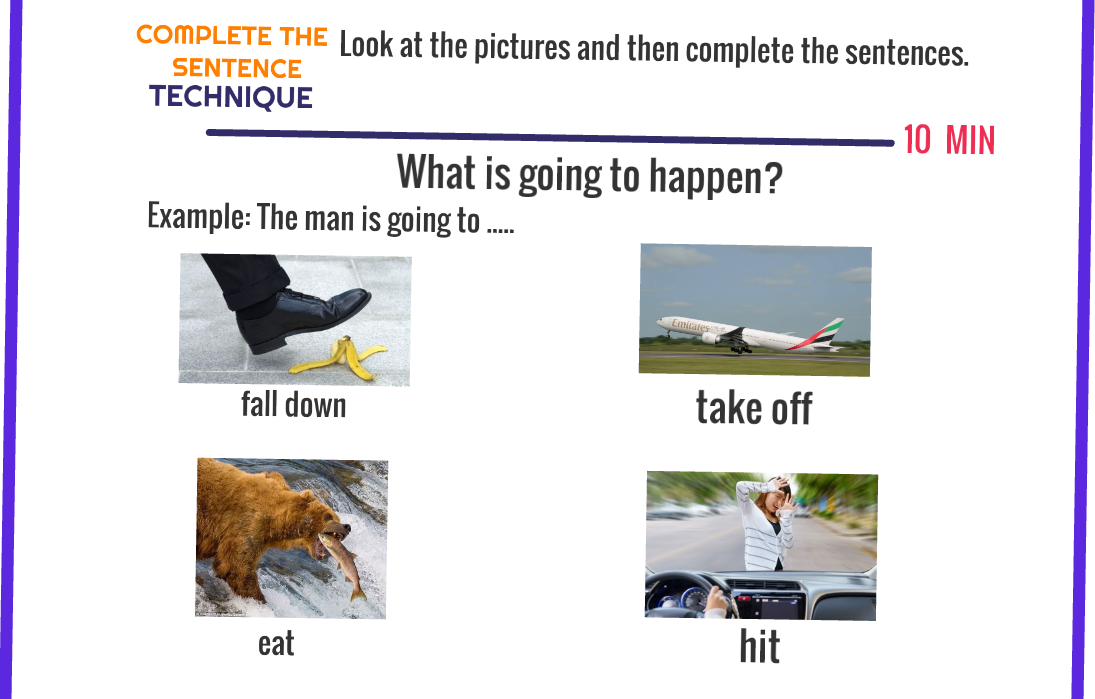 COMPLETE THE
SENTENCE
TECHNIQUE
Look at the pictures and then complete the sentences.
10 MIN
What is going to happen?
Example: The man is going to .....
Emirates
fall down
take off
eat
hit